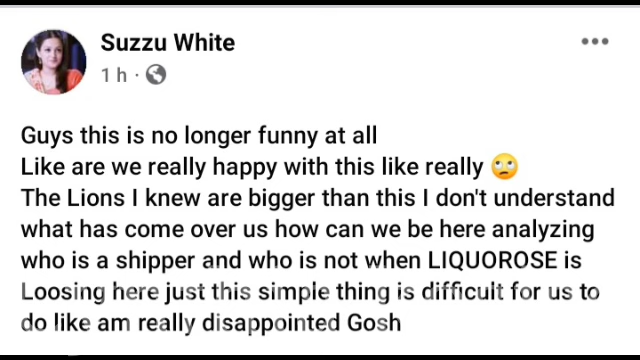 Suzzu White
1 h ·
Guys this is no longer funny at all
Like are we really happy with this like really 🙄
The Lions I knew are bigger than this I don't understand
what has come over us how can we be here analyzing
who is a shipper and who is not when LIQUOROSE is
Loosing here just this simple thing is difficult for us to
do like am really disappointed Gosh